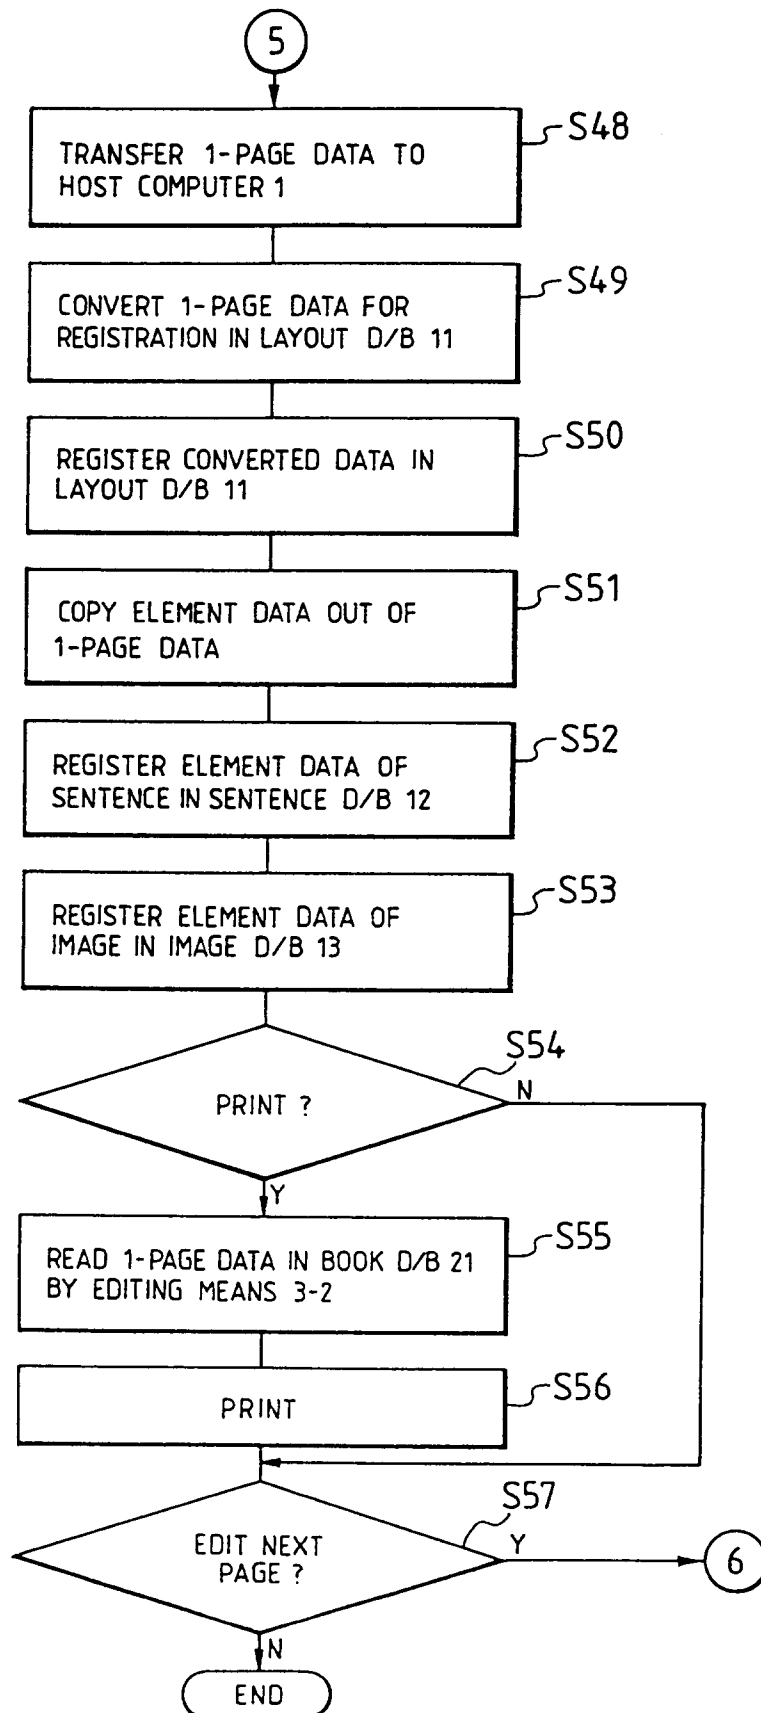 5
TRANSFER 1-PAGE DATA TO
HOST COMPUTER 1
S48
CONVERT 1-PAGE DATA FOR
REGISTRATION IN LAYOUT D/B 11
S49
REGISTER CONVERTED DATA IN
LAYOUT D/B 11
S50
COPY ELEMENT DATA OUT OF
1-PAGE DATA
S51
REGISTER ELEMENT DATA OF
SENTENCE IN SENTENCE D/B 12
S52
REGISTER ELEMENT DATA OF
IMAGE IN IMAGE D/B 13
S53
PRINT ?
S54
N
Y
READ 1-PAGE DATA IN BOOK D/B 21
BY EDITING MEANS 3-2
S55
PRINT
S56
EDIT NEXT
PAGE ?
S57
Y
6
N
END